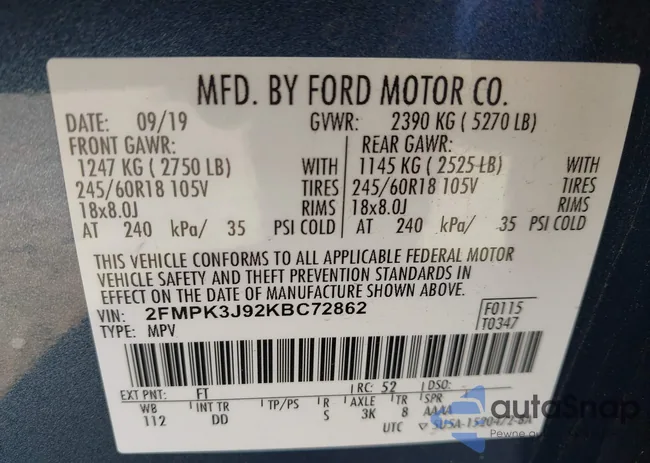 MFD. BY FORD MOTOR CO.
DATE: 09/19 GVWR: 2390 KG ( 5270 LB)
FRONT GAWR: REAR GAWR:
1247 KG ( 2750 LB) WITH 1145 KG ( 2525 LB) WITH
245/60R18 105V TIRES 245/60R18 105V TIRES
18x8.0J RIMS 18x8.0J RIMS
AT 240 kPa/ 35 PSI COLD AT 240 kPa/ 35 PSI COLD
THIS VEHICLE CONFORMS TO ALL APPLICABLE FEDERAL MOTOR
VEHICLE SAFETY AND THEFT PREVENTION STANDARDS IN
EFFECT ON THE DATE OF MANUFACTURE SHOWN ABOVE.
VIN: 2FMPK3J92KBC72862 F0115
TYPE: MPV T0347
EXT PNT: FT RC: 52 DSO:
WB INT TR TP/PS R AXLE TR SPR
112 DD S 3K 8 AAAA
UTC
autoSnap